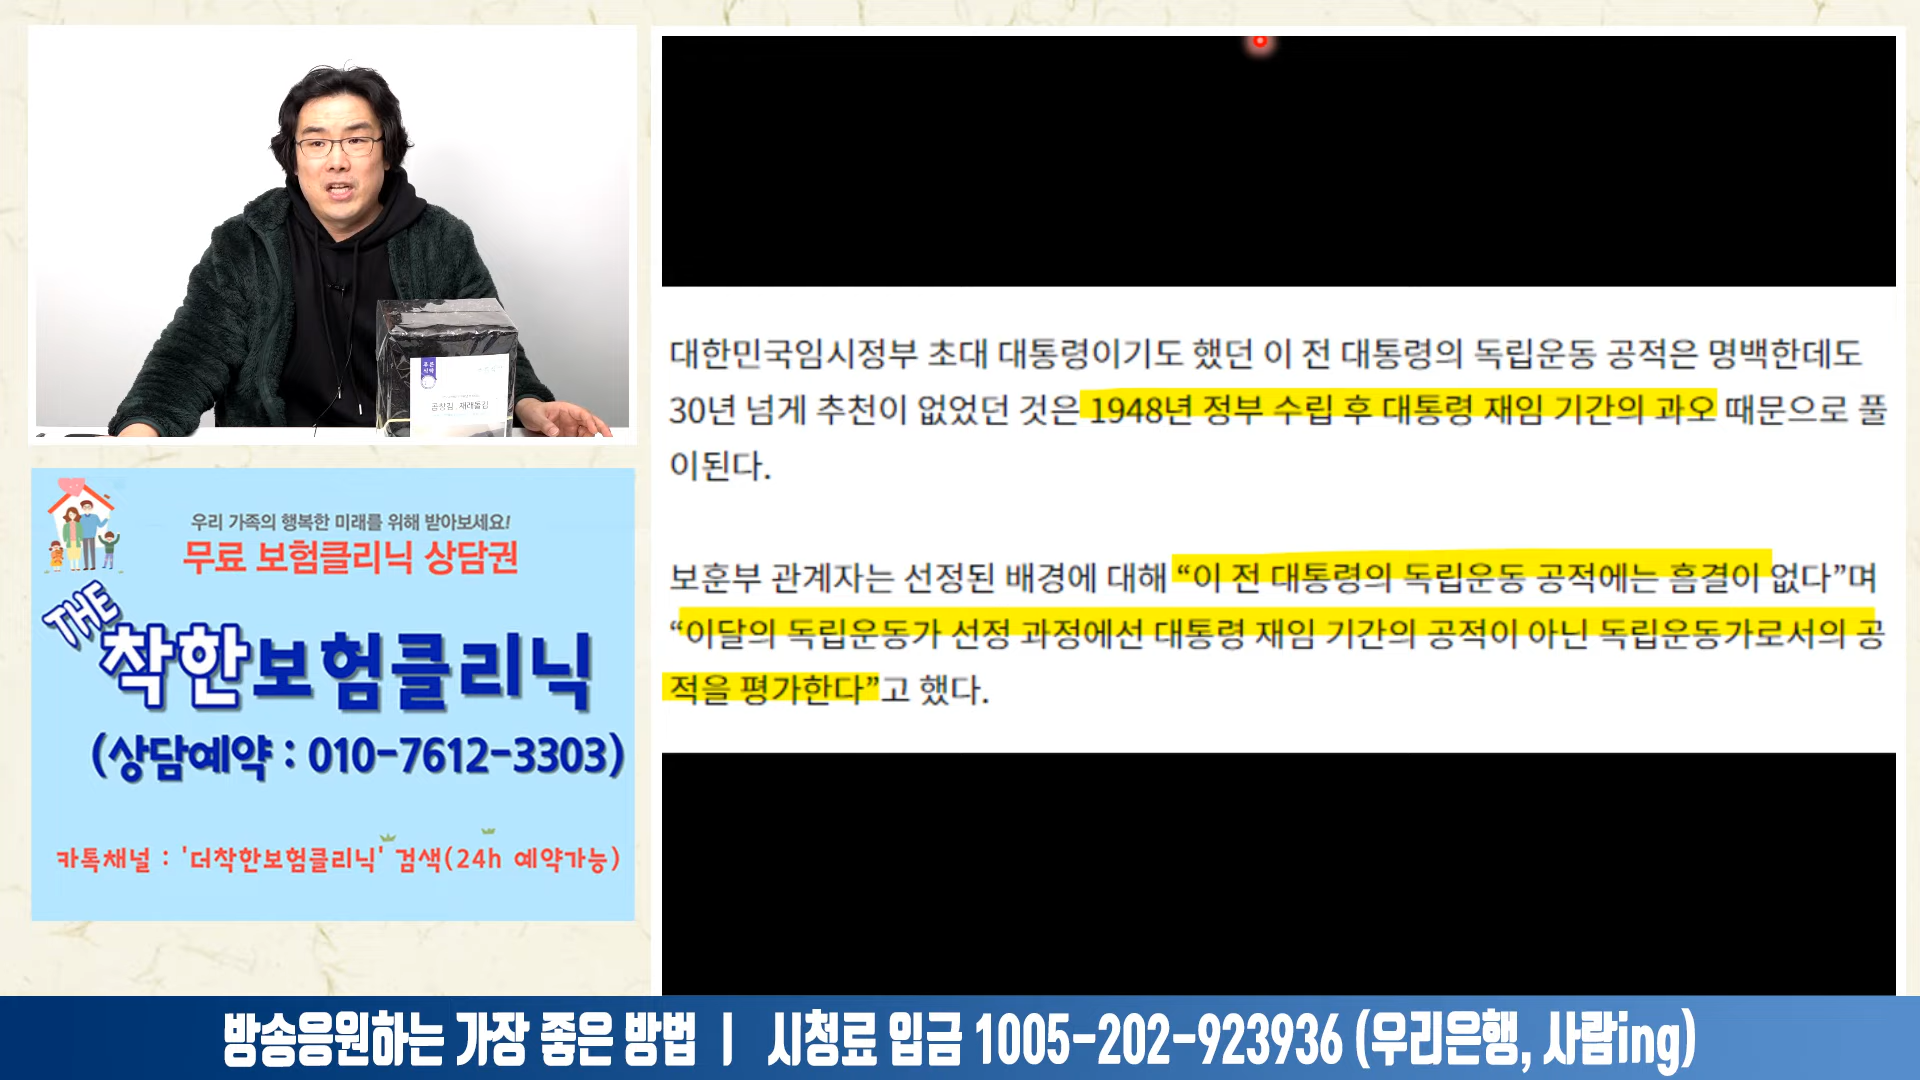 대한민국임시정부 초대 대통령이기도 했던 이 전 대통령의 독립운동 공적은 명백한데도
30년 넘게 추천이 없었던 것은 1948년 정부 수립 후 대통령 재임 기간의 과오 때문으로 풀
이된다.
보훈부 관계자는 선정된 배경에 대해 “이 전 대통령의 독립운동 공적에는 흠결이 없다”며
“이달의 독립운동가 선정 과정에선 대통령 재임 기간의 공적이 아닌 독립운동가로서의 공
적을 평가한다”고 했다.
곱창김 재래돌김
우리 가족의 행복한 미래를 위해 받아보세요!
무료 보험클리닉 상담권
THE
착한보험클리닉
(상담예약 : 010-7612-3303)
카톡채널 : '더착한보험클리닉' 검색(24h 예약가능)
방송응원하는 가장 좋은 방법 | 시청료 입금 1005-202-923936 (우리은행, 사람ing)